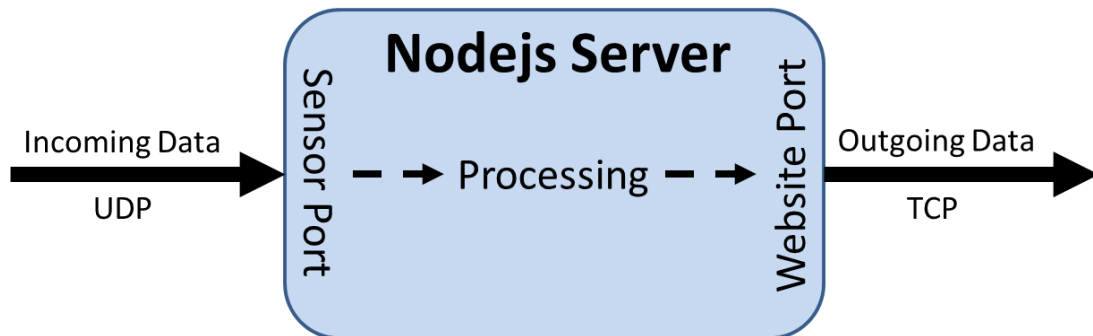 Nodejs Server
Incoming Data
UDP
Sensor Port
Processing
Website Port
Outgoing Data
TCP